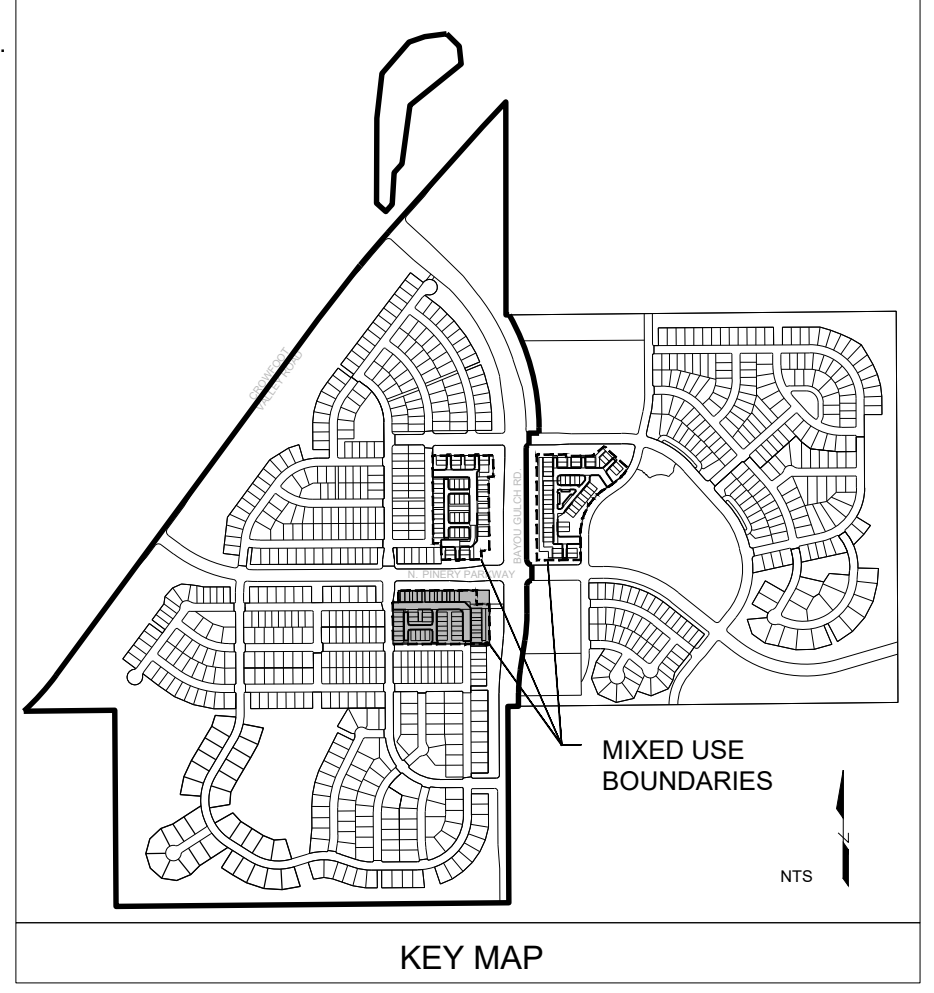 CROWFOOT
VALLEY ROAD
BAYOU GULCH RD.
N. PINERY PARKWAY
MIXED USE
BOUNDARIES
NTS
KEY MAP